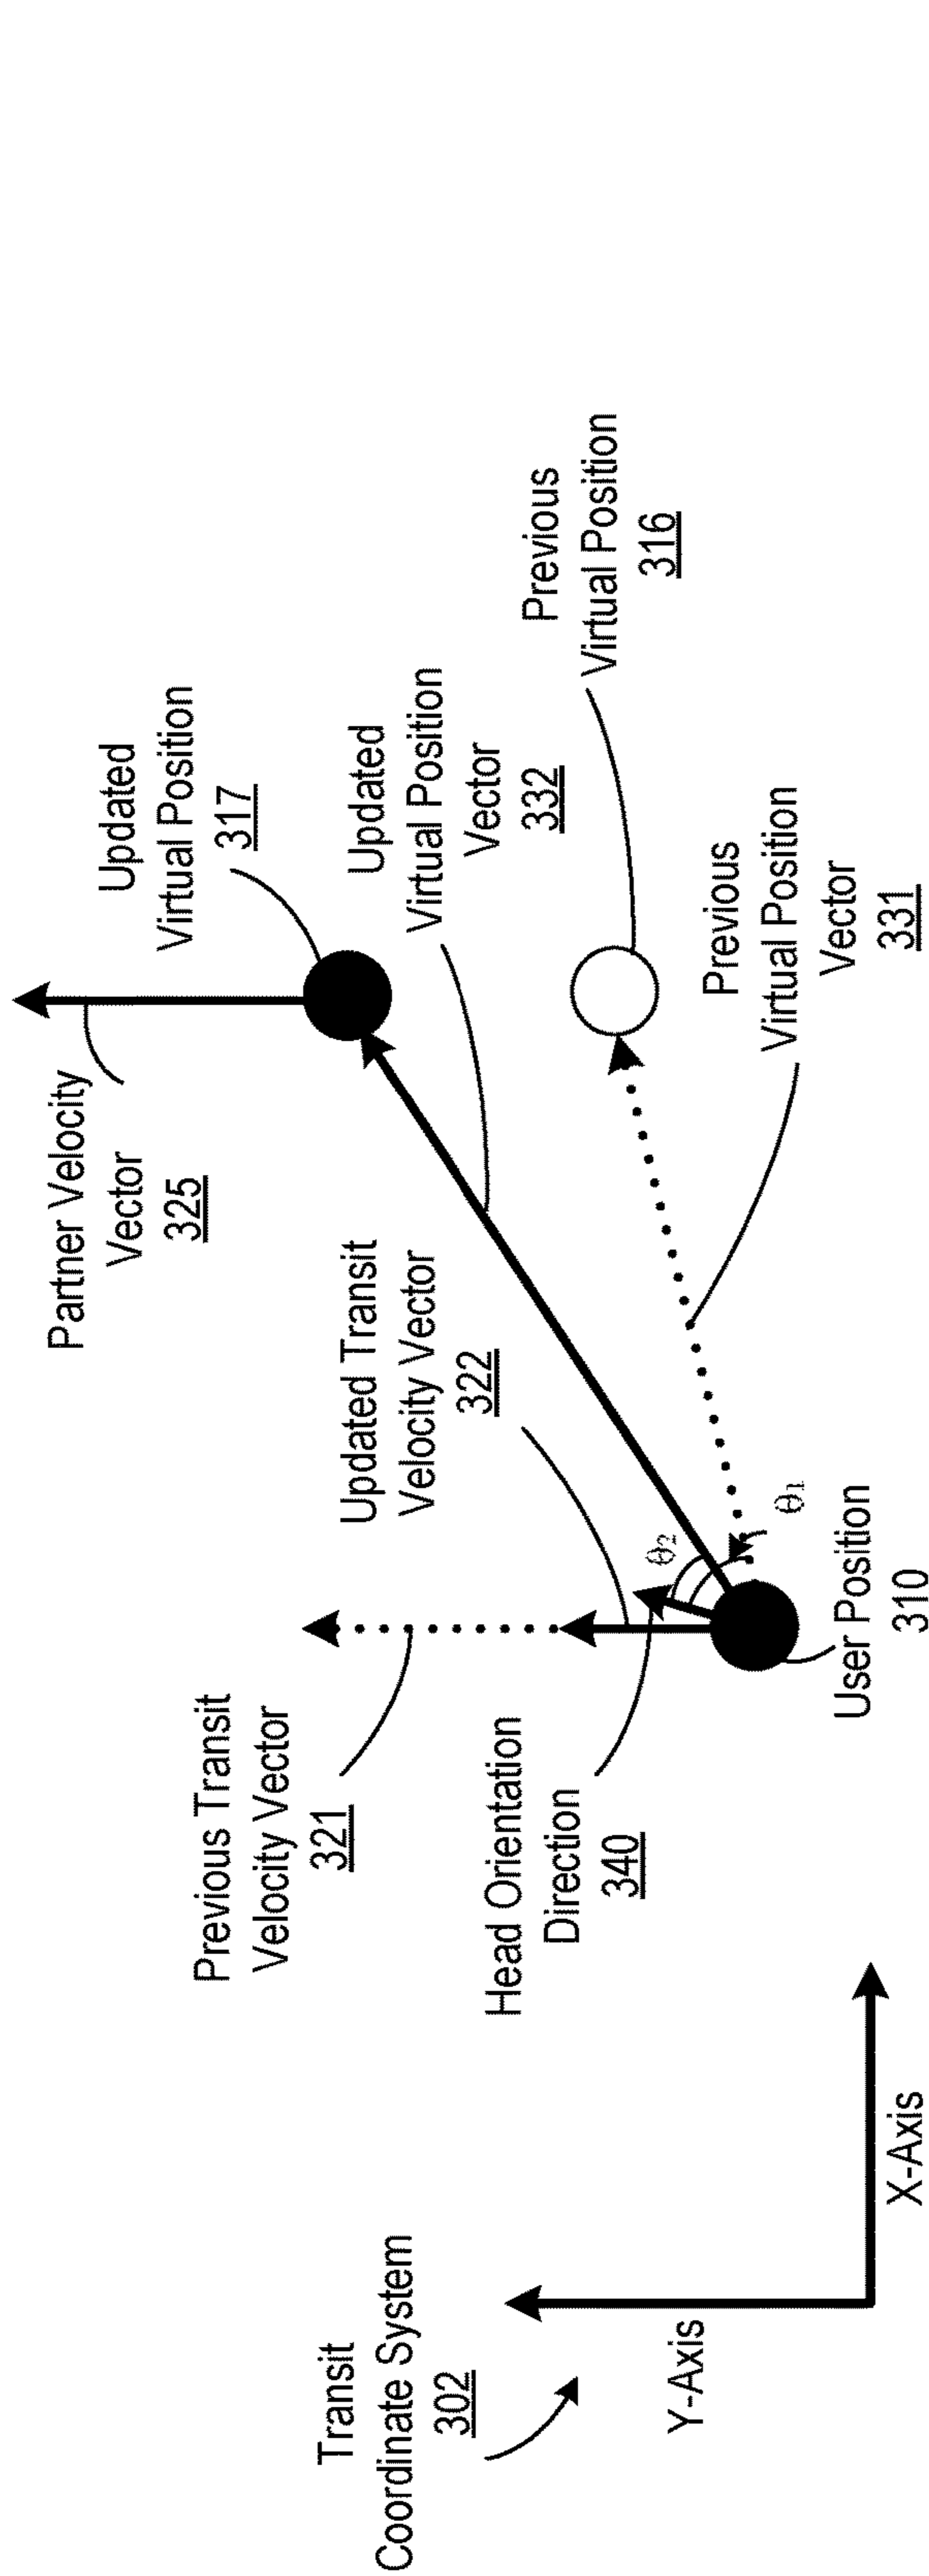 Transit
Coordinate System
302
Y-Axis
X-Axis
Previous Transit
Velocity Vector
321
Head Orientation
Direction
340
User Position
310
Updated Transit
Velocity Vector
322
θ2
θ1
Partner Velocity
Vector
325
Updated
Virtual Position
317
Updated
Virtual Position
Vector
332
Previous
Virtual Position
Vector
331
Previous
Virtual Position
316